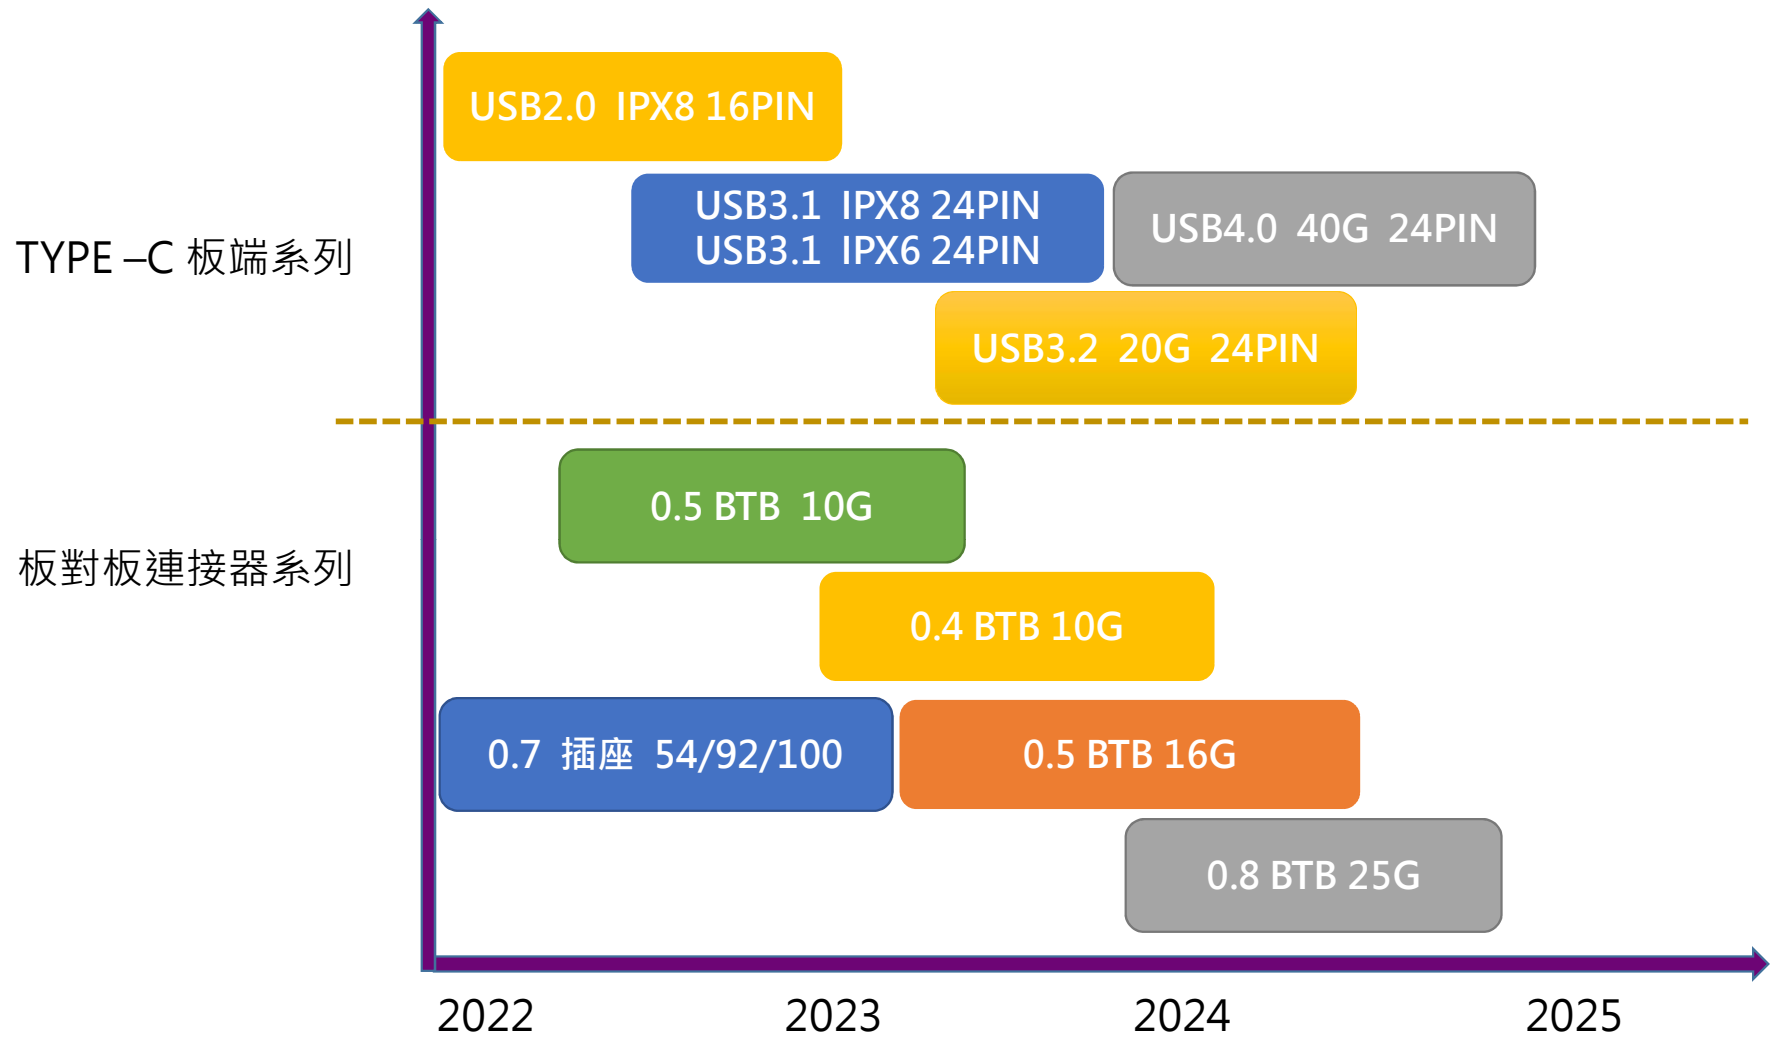 USB2.0 IPX8 16PIN
USB3.1 IPX8 24PIN
USB3.1 IPX6 24PIN
USB4.0 40G 24PIN
TYPE –C 板端系列
USB3.2 20G 24PIN
0.5 BTB 10G
板對板連接器系列
0.4 BTB 10G
0.7 插座 54/92/100
0.5 BTB 16G
0.8 BTB 25G
2022
2023
2024
2025